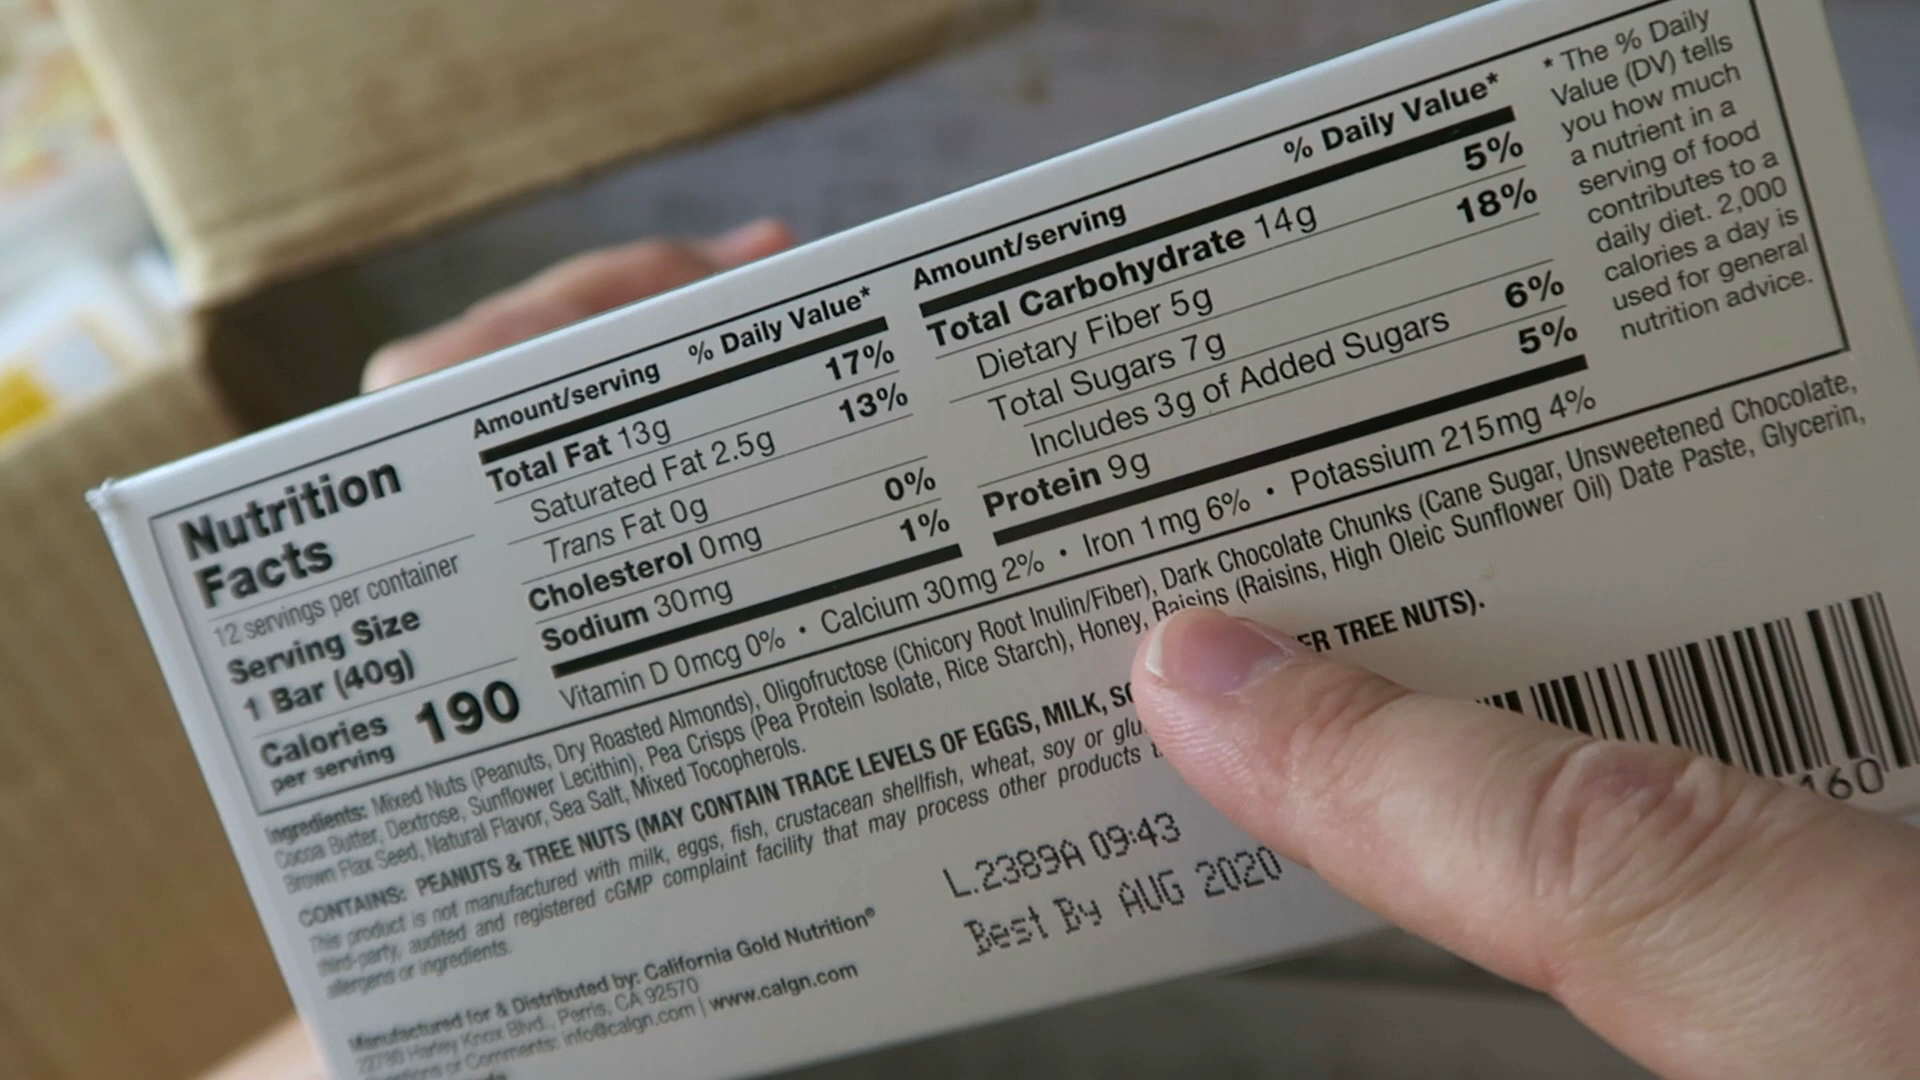 Nutrition
Facts
12 servings per container
Serving Size
1 Bar (40g)
Calories
per serving
190
Amount/serving % Daily Value*
Total Fat 13g 17%
Saturated Fat 2.5g 13%
Trans Fat 0g
Cholesterol 0mg 0%
Sodium 30mg 1%
Amount/serving % Daily Value*
Total Carbohydrate 14g 5%
Dietary Fiber 5g 18%
Total Sugars 7g
Includes 3g of Added Sugars 6%
Protein 9g 5%
Vitamin D 0mcg 0% • Calcium 30mg 2% • Iron 1mg 6% • Potassium 215mg 4%
* The % Daily
Value (DV) tells
you how much
a nutrient in a
serving of food
contributes to a
daily diet. 2,000
calories a day is
used for general
nutrition advice.
Ingredients: Mixed Nuts (Peanuts, Dry Roasted Almonds), Oligofructose (Chicory Root Inulin/Fiber), Dark Chocolate Chunks (Cane Sugar, Unsweetened Chocolate,
Cocoa Butter, Dextrose, Sunflower Lecithin), Pea Crisps (Pea Protein Isolate, Rice Starch), Honey, Raisins (Raisins, High Oleic Sunflower Oil) Date Paste, Glycerin,
Brown Flax Seed, Natural Flavor, Sea Salt, Mixed Tocopherols.
CONTAINS: PEANUTS & TREE NUTS (MAY CONTAIN TRACE LEVELS OF EGGS, MILK, TREE NUTS).
This product is not manufactured with milk, eggs, fish, crustacean shellfish, wheat, soy or
third-party, audited and registered cGMP complaint facility that may process other products
allergens or ingredients.
L.2389A 09:43
Best By AUG 2020
Manufactured for & Distributed by: California Gold Nutrition®
22780 Harley Knox Blvd., Perris, CA 92570
or Comments: info@calgn.com | www.calgn.com
160